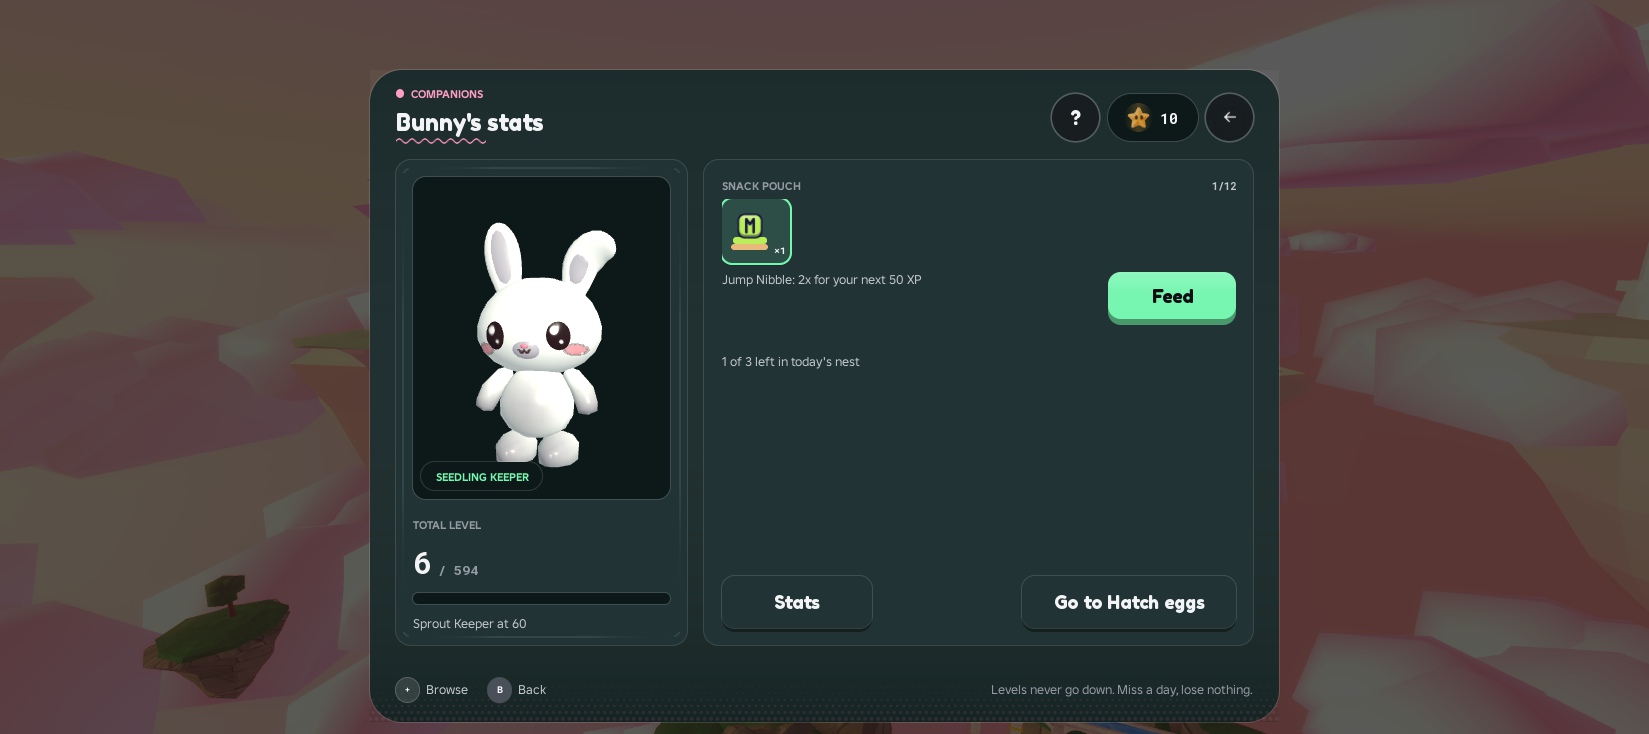 COMPANIONS
Bunny's stats
?
10
←
SEEDLING KEEPER
TOTAL LEVEL
6 / 594
Sprout Keeper at 60
SNACK POUCH
1/12
M
×1
Jump Nibble: 2x for your next 50 XP
Feed
1 of 3 left in today's nest
Stats
Go to Hatch eggs
+ Browse
B Back
Levels never go down. Miss a day, lose nothing.